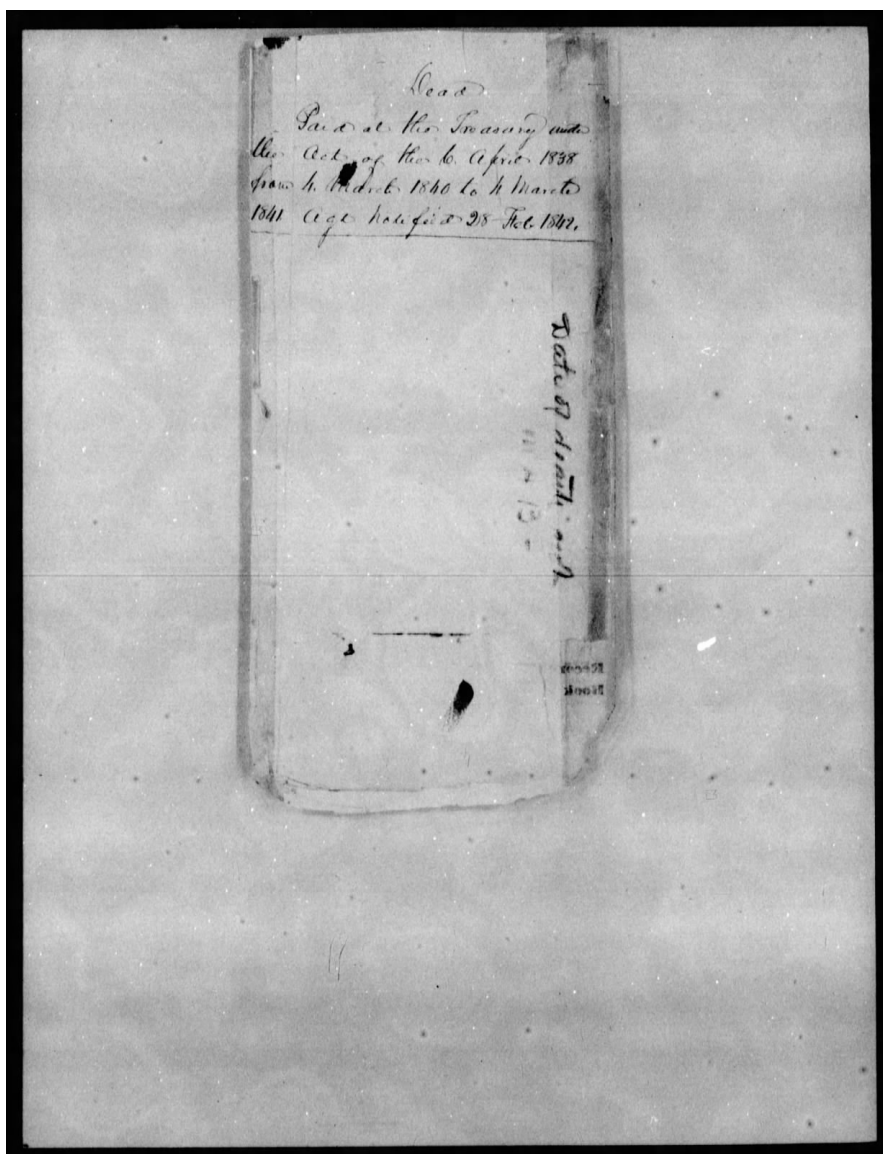 Dead
Paid at the Treasury under
the Act of the 6. April 1838
from 4. March 1840 to 4 March
1841 Agt Notified 28 Feb 1842.
Date of death and